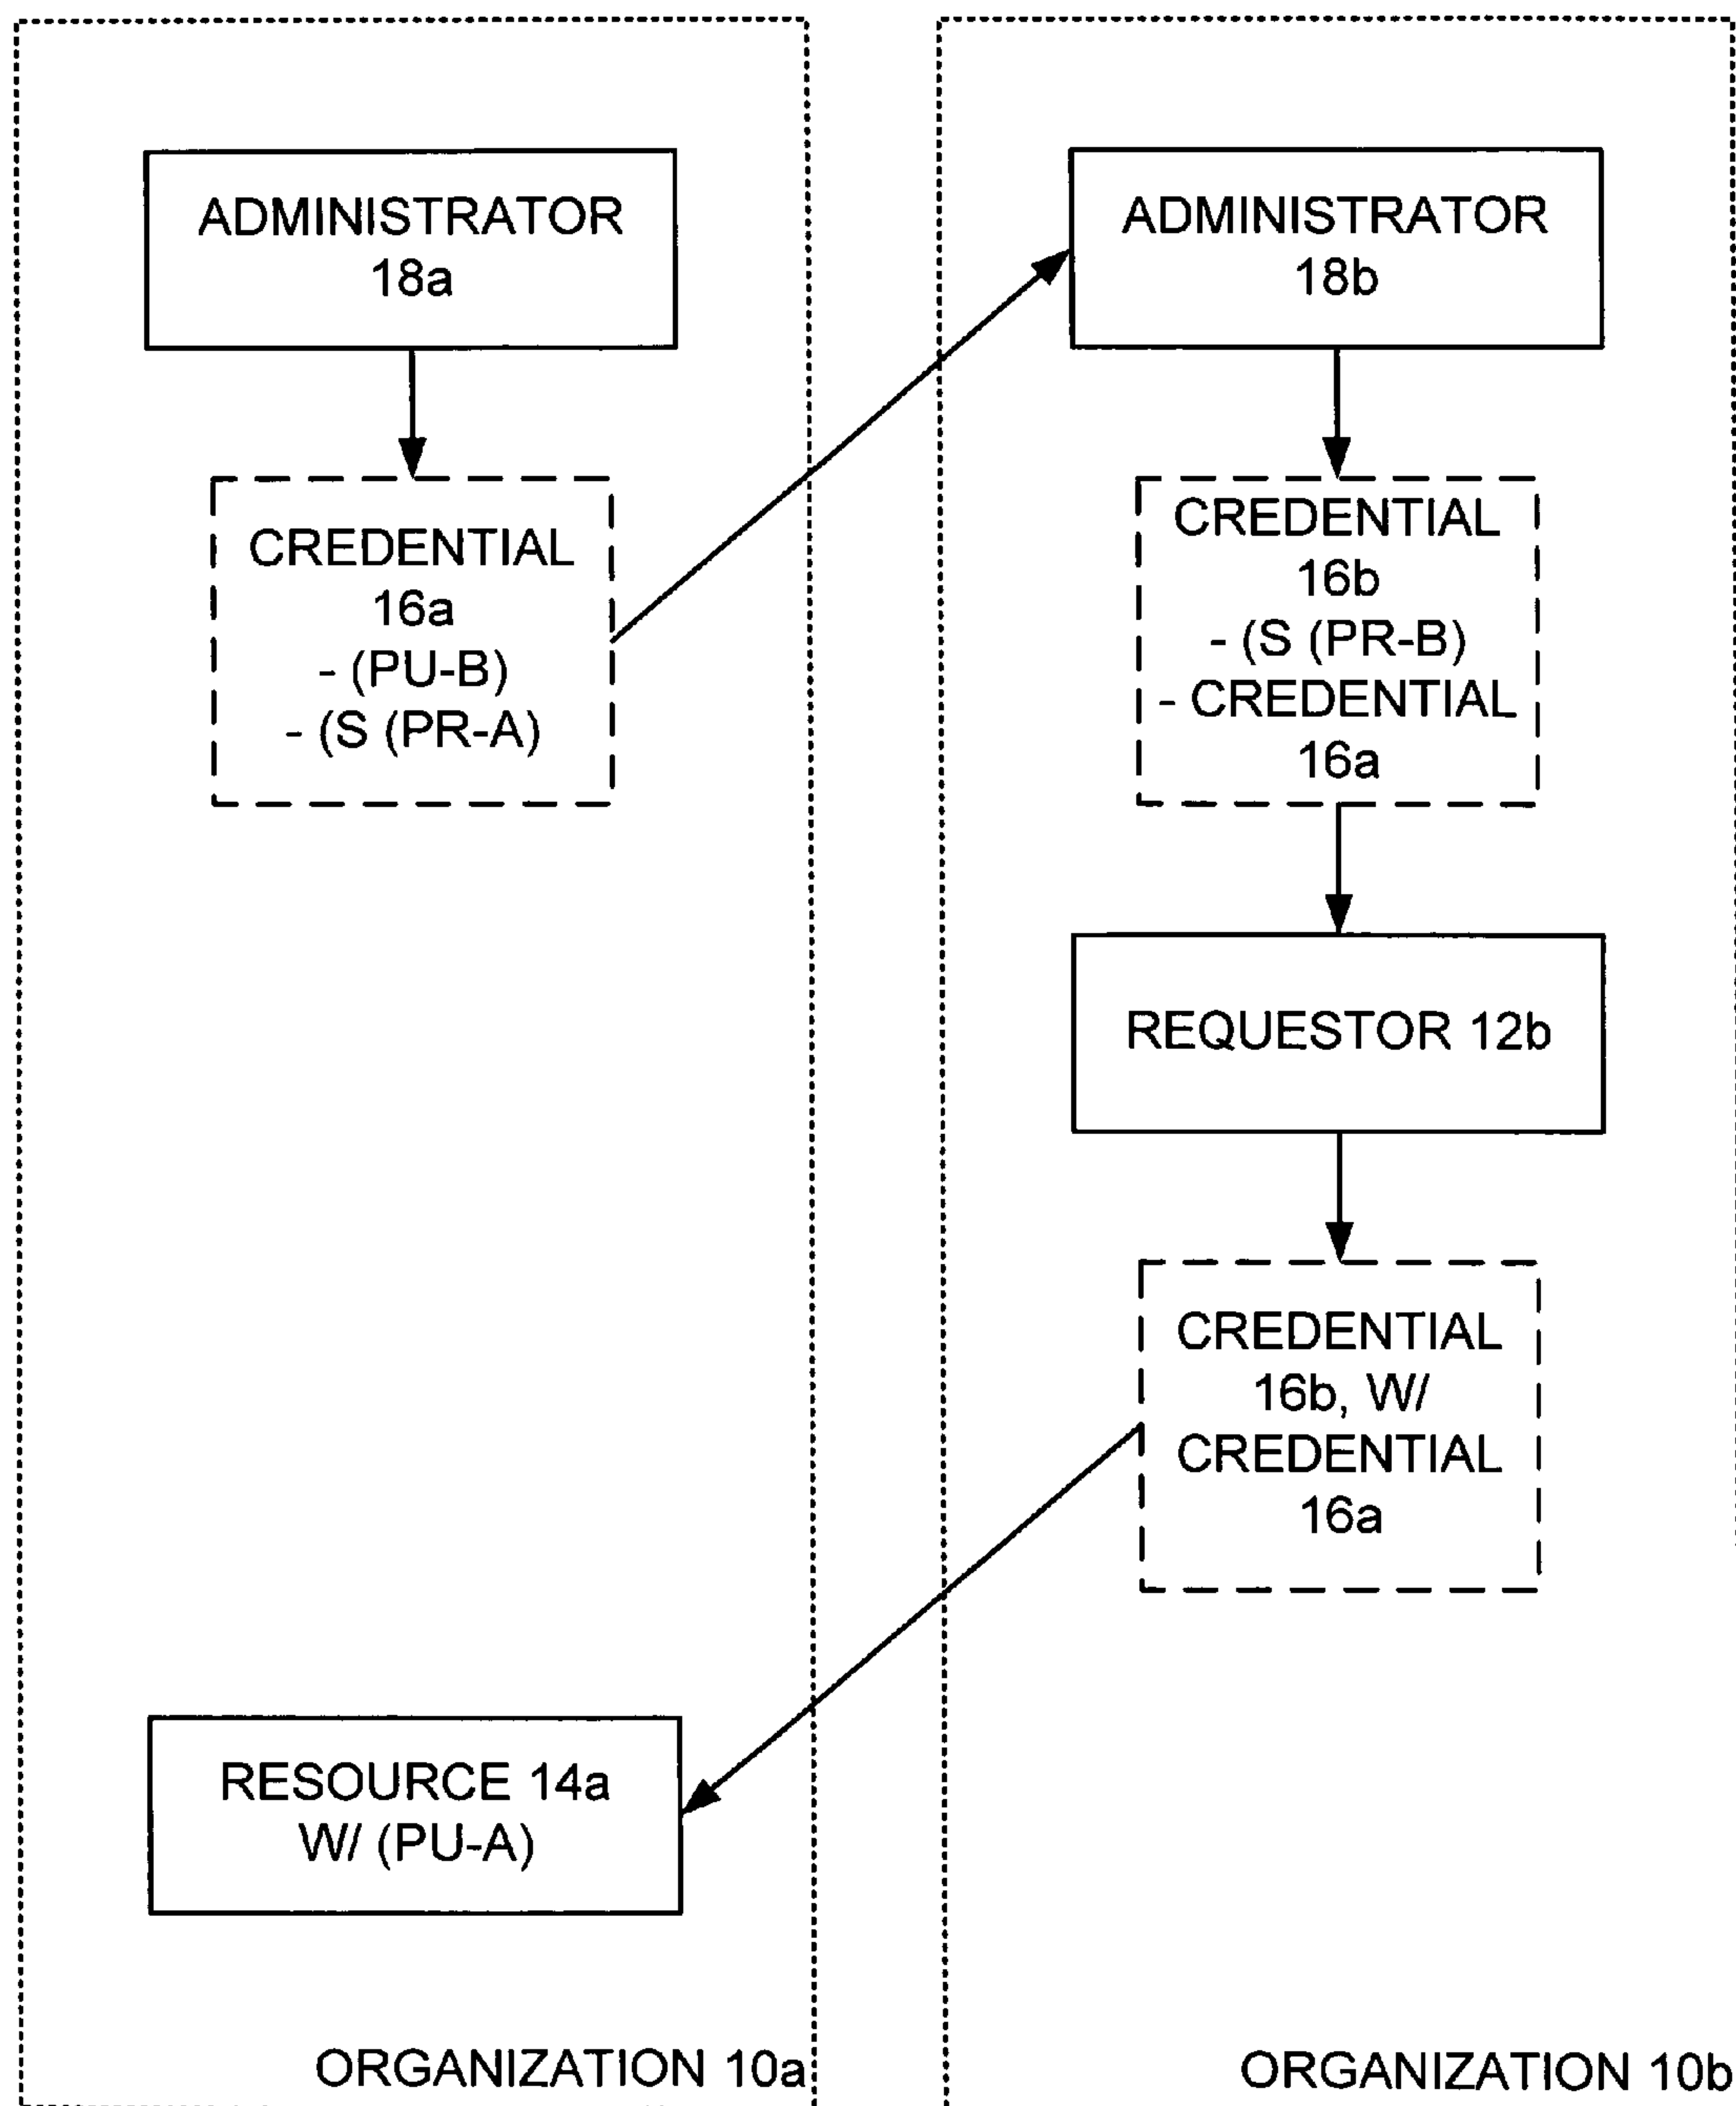 ADMINISTRATOR
18a
CREDENTIAL
16a
- (PU-B)
- (S (PR-A)
RESOURCE 14a
W/ (PU-A)
ORGANIZATION 10a
ADMINISTRATOR
18b
CREDENTIAL
16b
- (S (PR-B)
- CREDENTIAL
16a
REQUESTOR 12b
CREDENTIAL
16b, W/
CREDENTIAL
16a
ORGANIZATION 10b